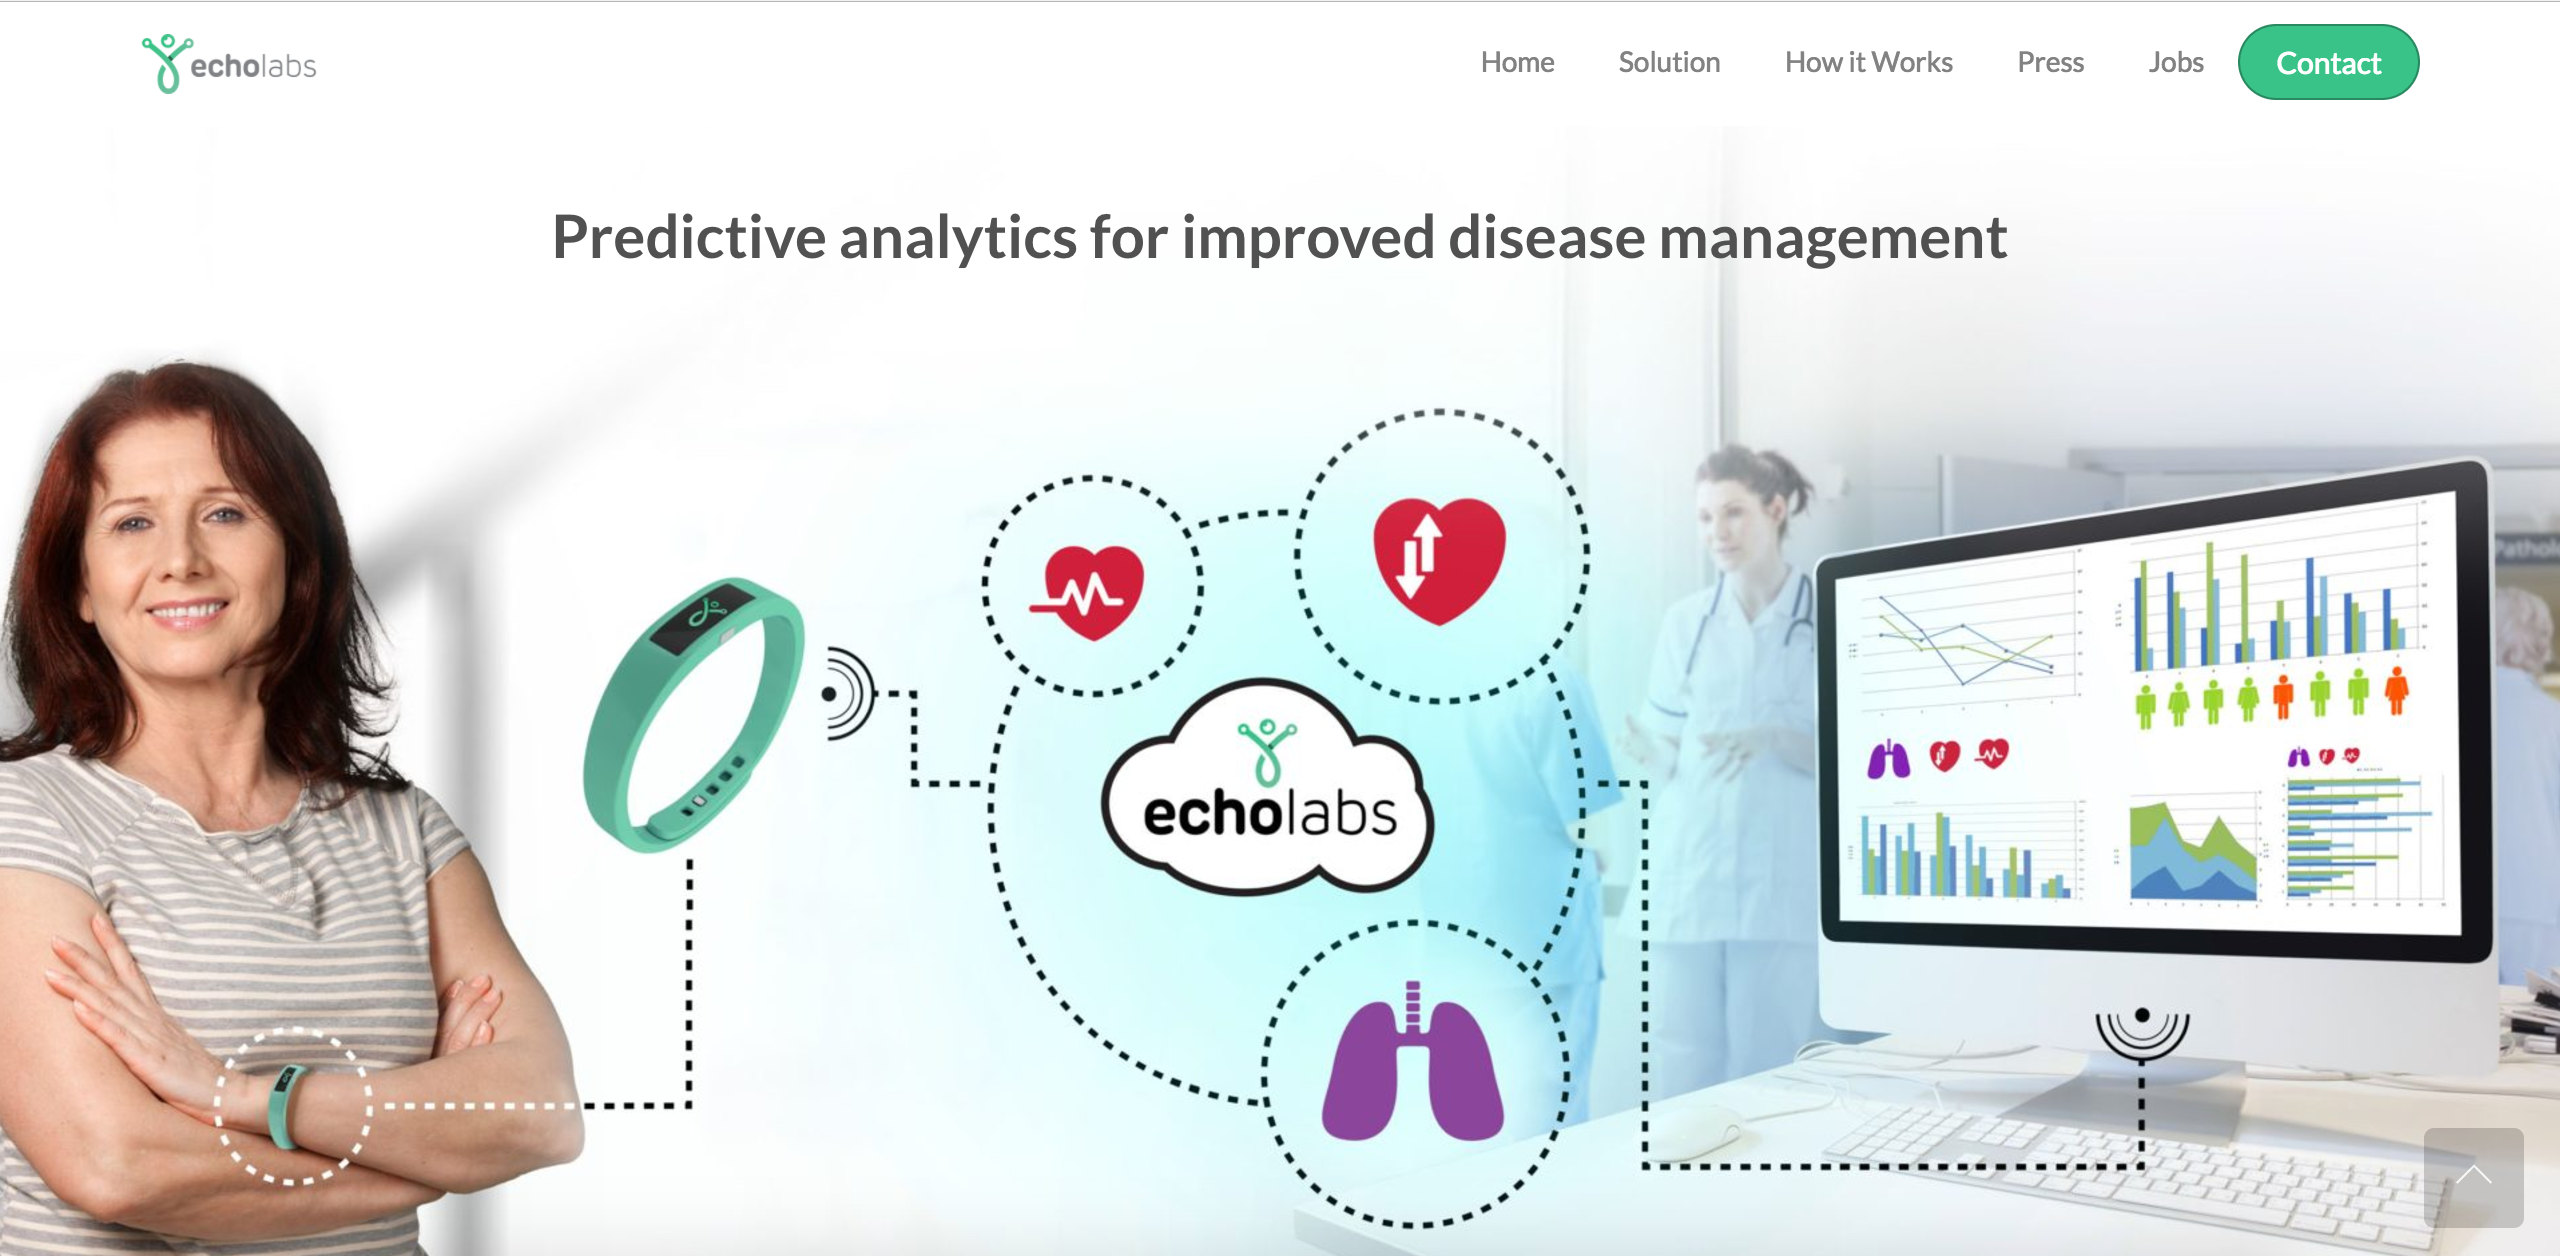 echolabs
Home Solution How it Works Press Jobs Contact
Predictive analytics for improved disease management
echolabs